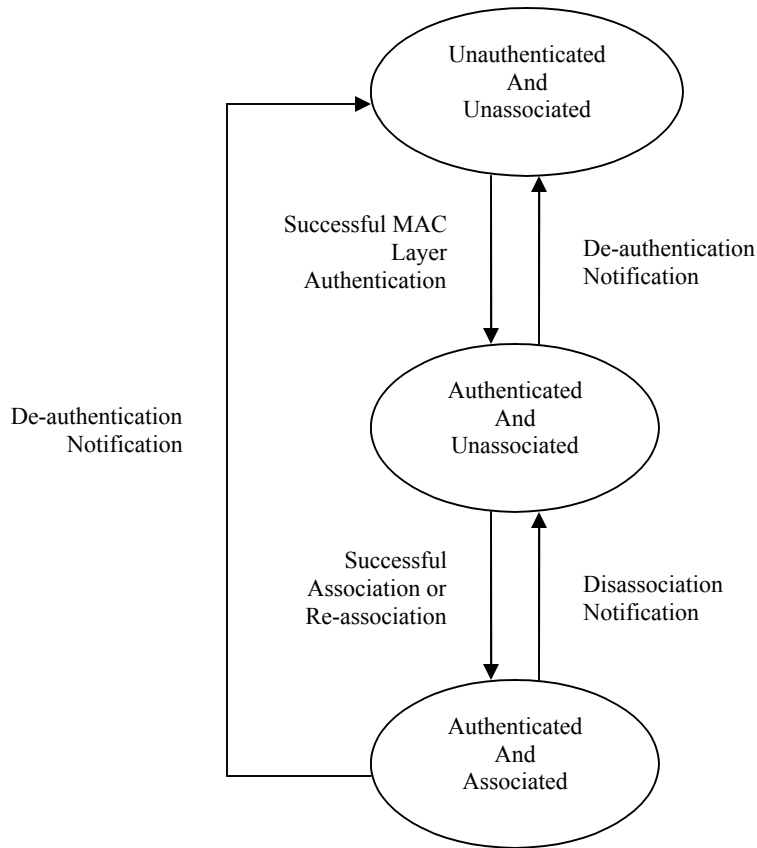 Unauthenticated
And
Unassociated
Successful MAC
Layer
Authentication
De-authentication
Notification
Authenticated
And
Unassociated
De-authentication
Notification
Successful
Association or
Re-association
Disassociation
Notification
Authenticated
And
Associated